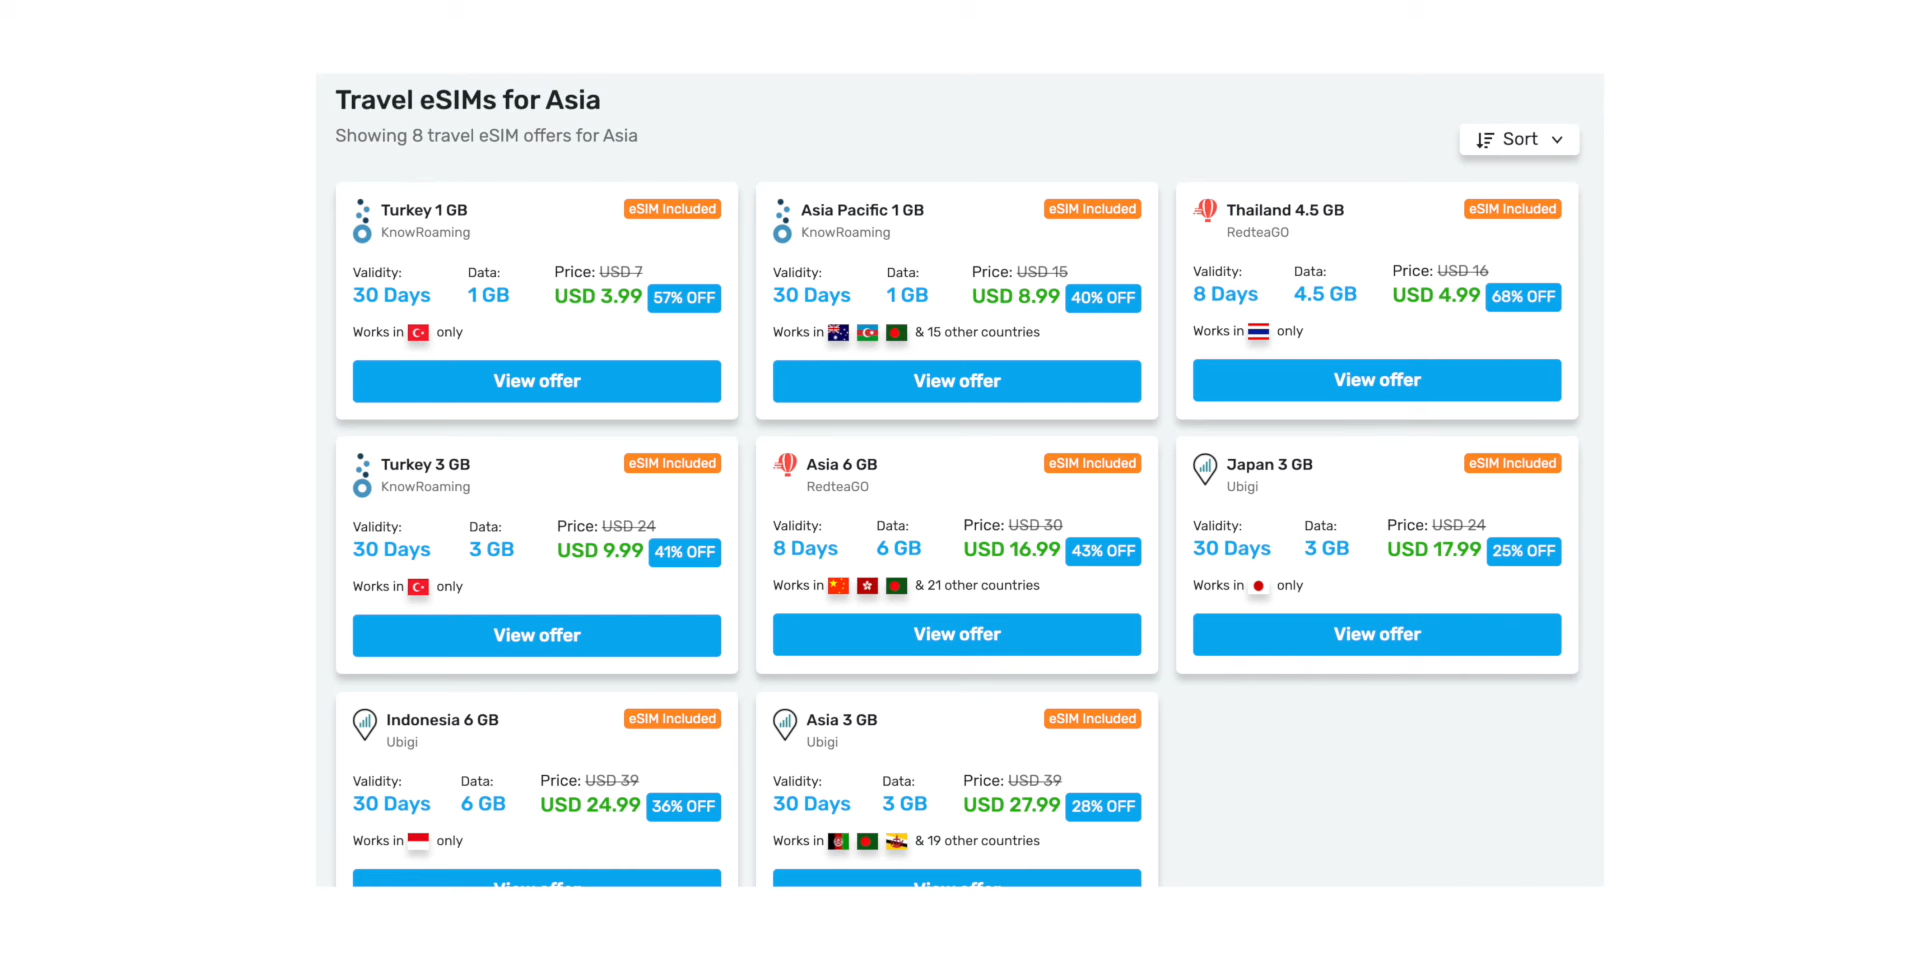 Travel eSIMs for Asia
Showing 8 travel eSIM offers for Asia
Sort
Turkey 1 GB
eSIM Included
KnowRoaming
Validity: Data: Price: USD 7
30 Days 1 GB USD 3.99 57% OFF
Works in only
View offer
Asia Pacific 1 GB
eSIM Included
KnowRoaming
Validity: Data: Price: USD 15
30 Days 1 GB USD 8.99 40% OFF
Works in & 15 other countries
View offer
Thailand 4.5 GB
eSIM Included
RedteaGO
Validity: Data: Price: USD 16
8 Days 4.5 GB USD 4.99 68% OFF
Works in only
View offer
Turkey 3 GB
eSIM Included
KnowRoaming
Validity: Data: Price: USD 24
30 Days 3 GB USD 9.99 41% OFF
Works in only
View offer
Asia 6 GB
eSIM Included
RedteaGO
Validity: Data: Price: USD 30
8 Days 6 GB USD 16.99 43% OFF
Works in & 21 other countries
View offer
Japan 3 GB
eSIM Included
Ubigi
Validity: Data: Price: USD 24
30 Days 3 GB USD 17.99 25% OFF
Works in only
View offer
Indonesia 6 GB
eSIM Included
Ubigi
Validity: Data: Price: USD 39
30 Days 6 GB USD 24.99 36% OFF
Works in only
View offer
Asia 3 GB
eSIM Included
Ubigi
Validity: Data: Price: USD 39
30 Days 3 GB USD 27.99 28% OFF
Works in & 19 other countries
View offer